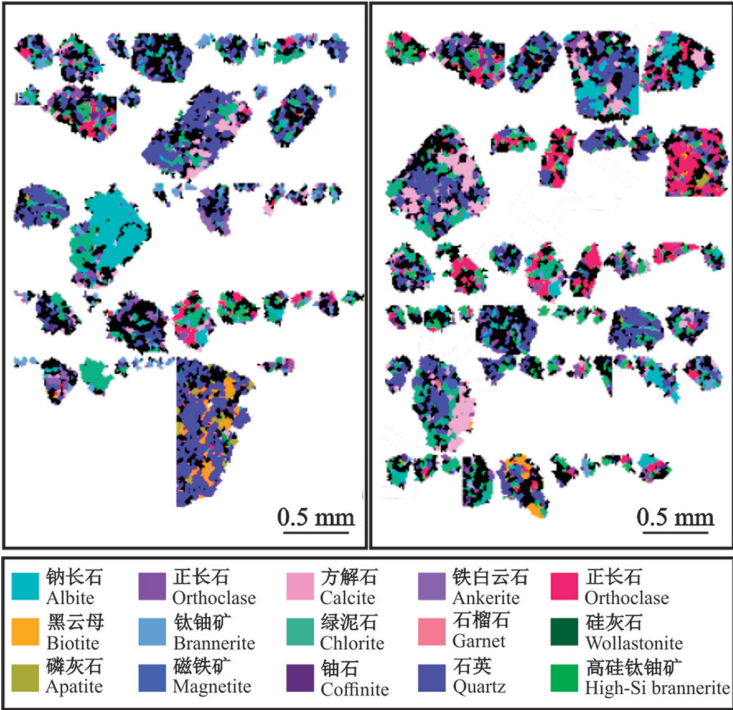 0.5 mm
0.5 mm
钠长石
Albite
正长石
Orthoclase
方解石
Calcite
铁白云石
Ankerite
正长石
Orthoclase
黑云母
Biotite
钛铀矿
Brannerite
绿泥石
Chlorite
石榴石
Garnet
硅灰石
Wollastonite
磷灰石
Apatite
磁铁矿
Magnetite
铀石
Coffinite
石英
Quartz
高硅钛铀矿
High-Si brannerite